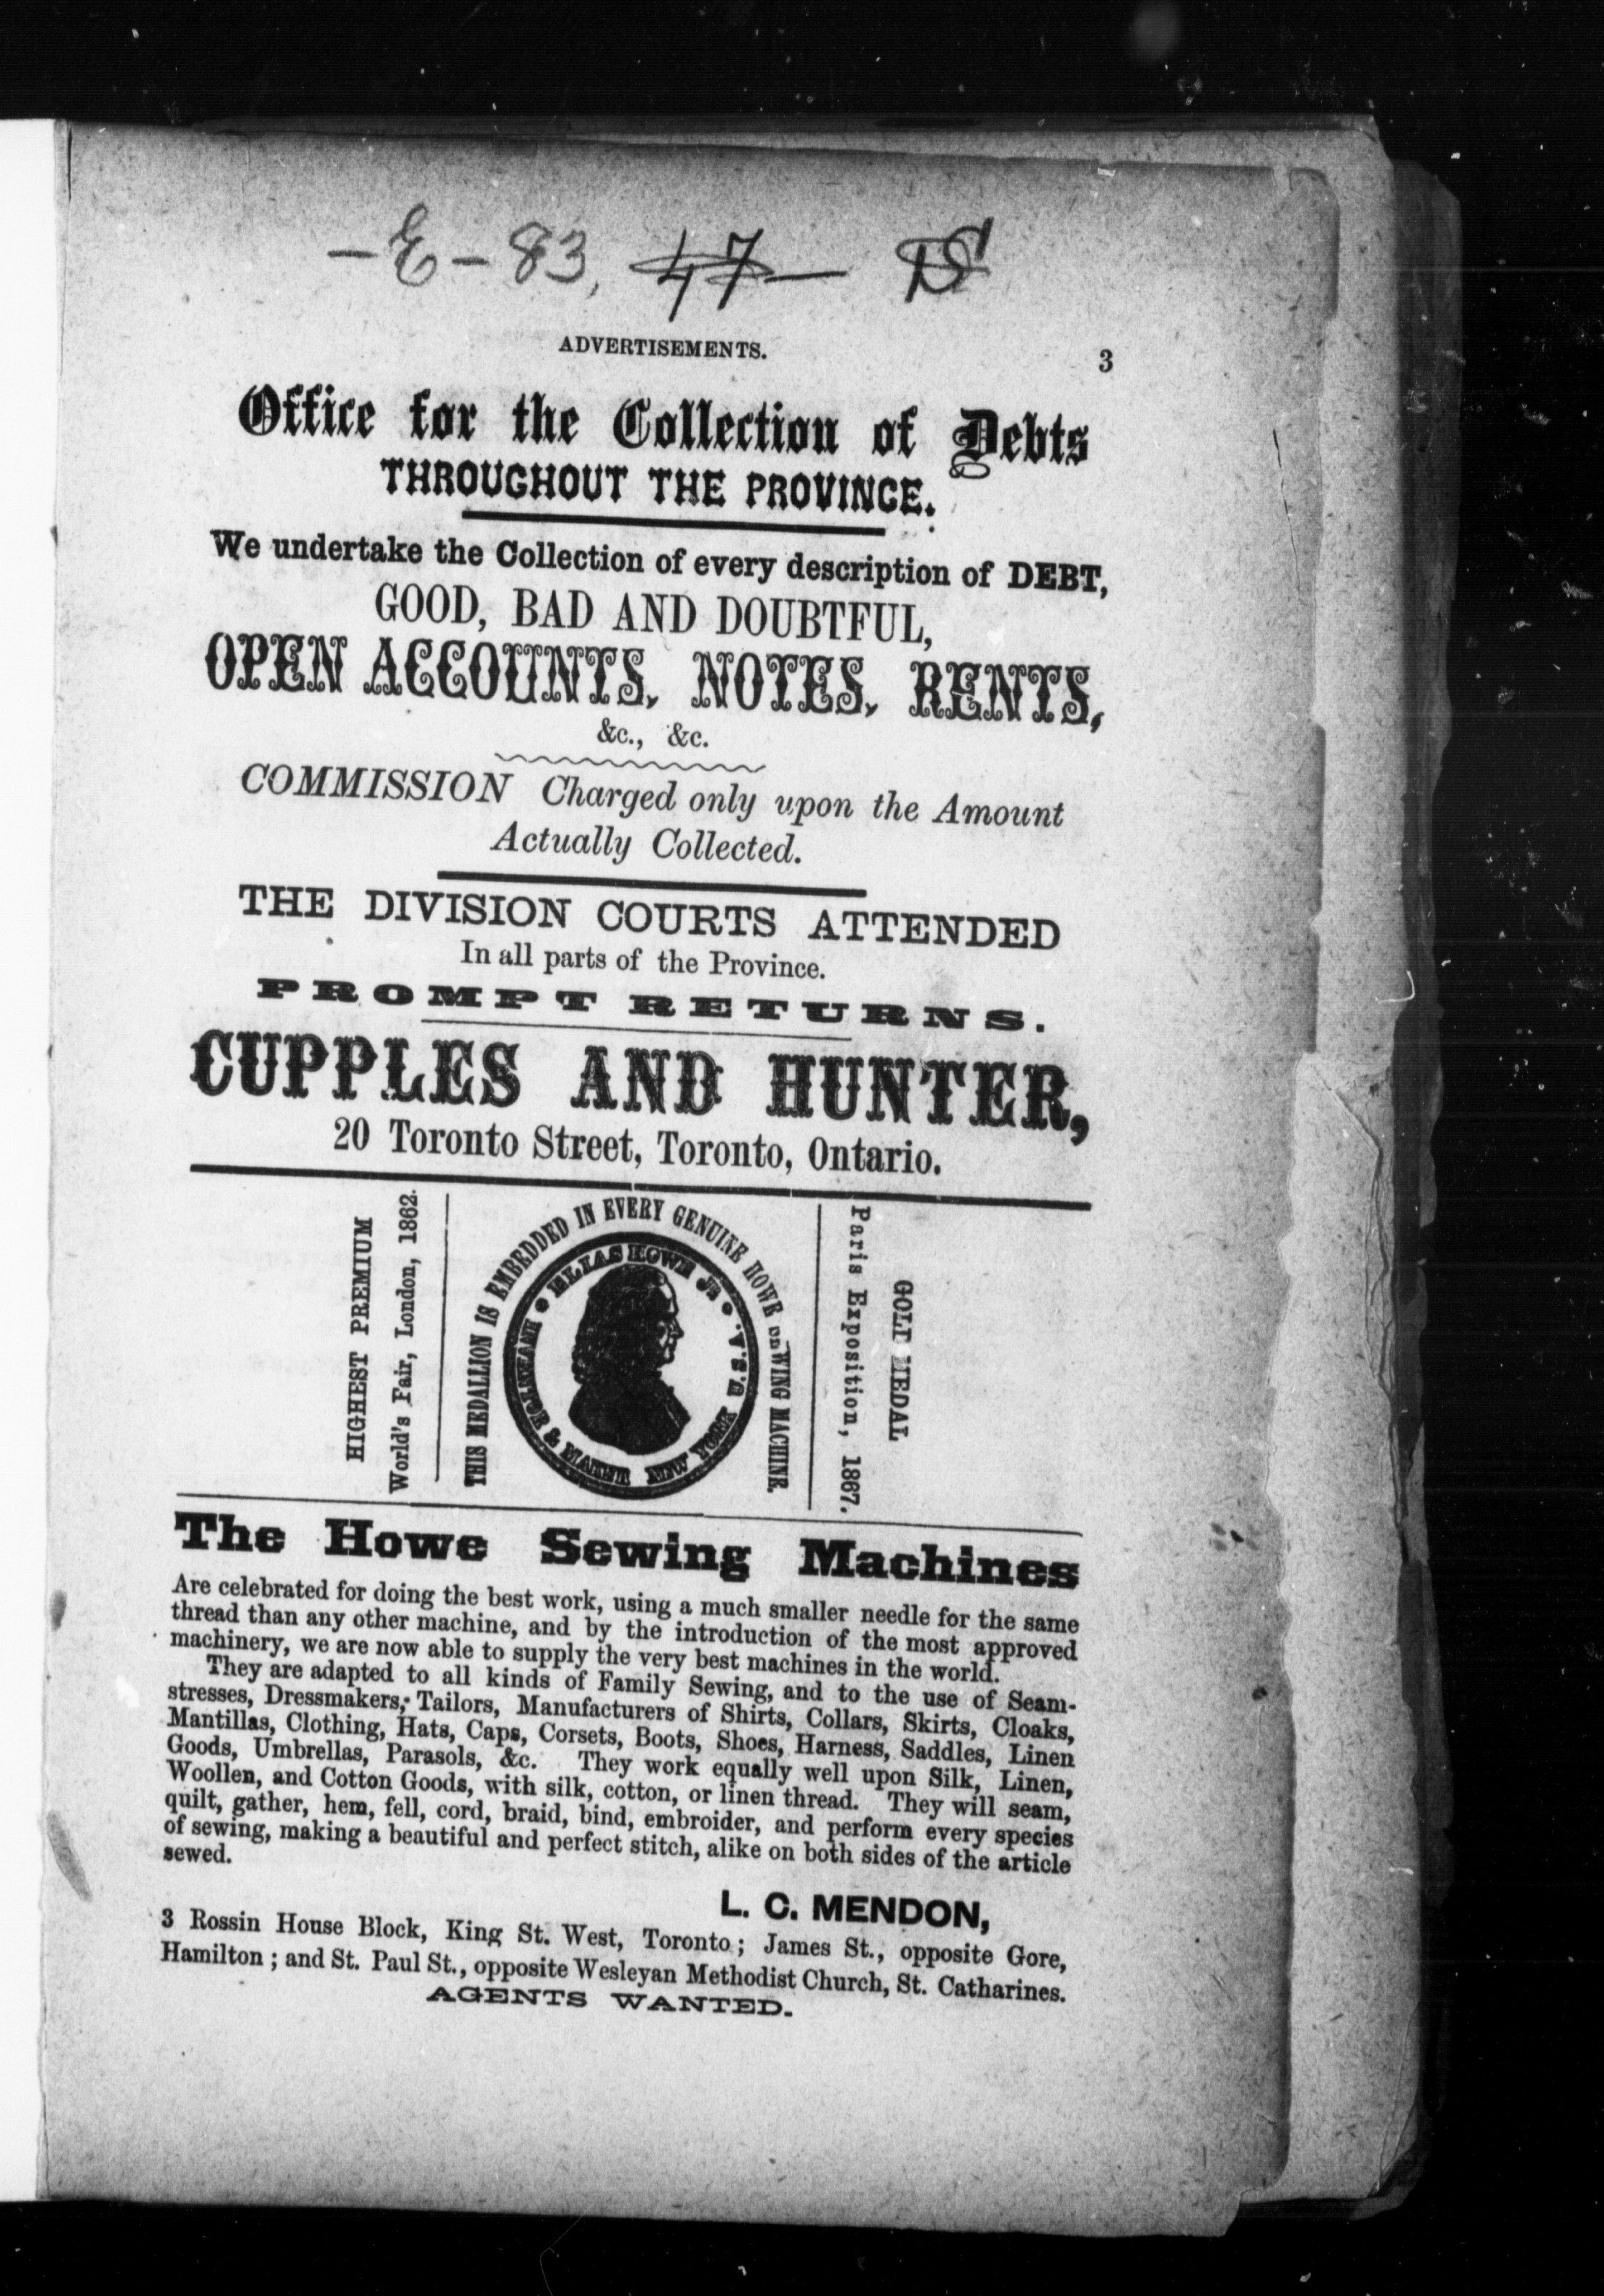 -E-83, 47-
ADVERTISEMENTS. 3
Office for the Collection of Debts
THROUGHOUT THE PROVINCE.
We undertake the Collection of every description of DEBT,
GOOD, BAD AND DOUBTFUL,
OPEN ACCOUNTS, NOTES, RENTS,
&c., &c.
COMMISSION Charged only upon the Amount
Actually Collected.
THE DIVISION COURTS ATTENDED
In all parts of the Province.
PROMPT RETURNS.
CUPPLES AND HUNTER,
20 Toronto Street, Toronto, Ontario.
HIGHEST PREMIUM
World's Fair, London, 1862.
THIS MEDALLION IS EMBEDDED IN EVERY GENUINE HOWE SEWING MACHINE.
ELIAS HOWE JR
NEW YORK U.S.A.
INVENTOR & MAKER
Paris Exposition, 1867.
GOLD MEDAL
The Howe Sewing Machines
Are celebrated for doing the best work, using a much smaller needle for the same
thread than any other machine, and by the introduction of the most approved
machinery, we are now able to supply the very best machines in the world.
They are adapted to all kinds of Family Sewing, and to the use of Seam-
stresses, Dressmakers, Tailors, Manufacturers of Shirts, Collars, Skirts, Cloaks,
Mantillas, Clothing, Hats, Caps, Corsets, Boots, Shoes, Harness, Saddles, Linen
Goods, Umbrellas, Parasols, &c. They work equally well upon Silk, Linen,
Woollen, and Cotton Goods, with silk, cotton, or linen thread. They will seam,
quilt, gather, hem, fell, cord, braid, bind, embroider, and perform every species
of sewing, making a beautiful and perfect stitch, alike on both sides of the article
sewed.
L. C. MENDON,
3 Rossin House Block, King St. West, Toronto; James St., opposite Gore,
Hamilton; and St. Paul St., opposite Wesleyan Methodist Church, St. Catharines.
AGENTS WANTED.